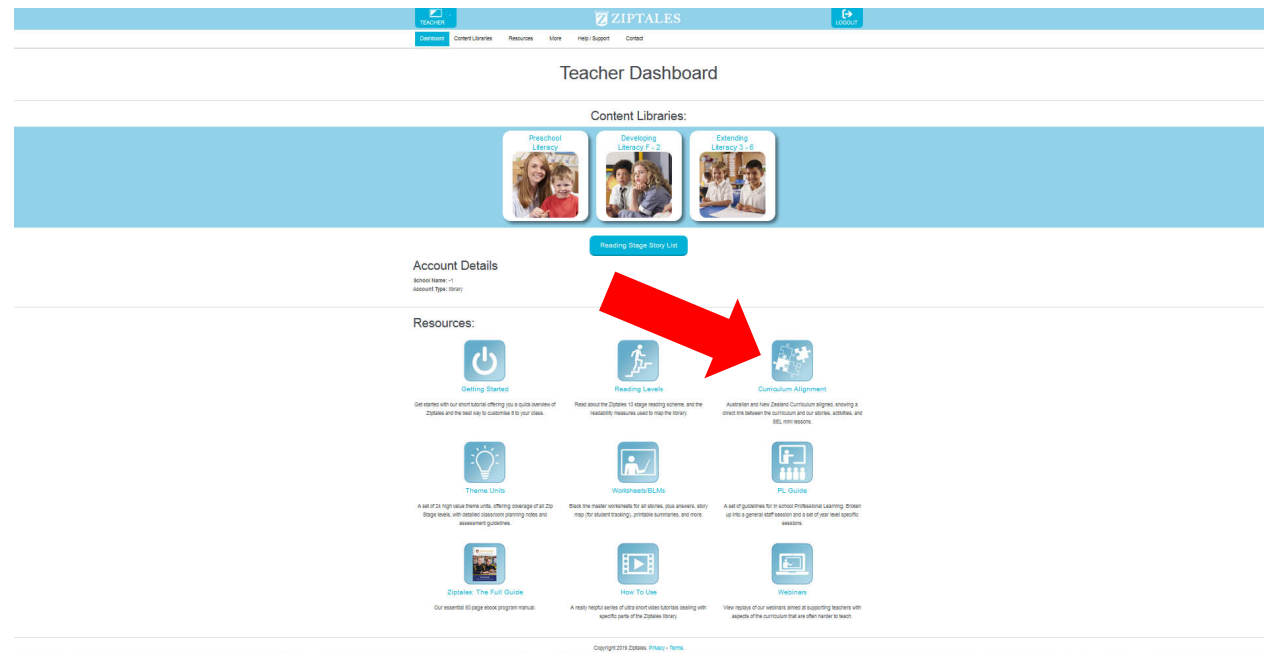 TEACHER
ZIPTALES
LOGOUT
Dashboard Content Libraries Resources More Help / Support Contact
Teacher Dashboard
Content Libraries:
Preschool
Literacy
Developing
Literacy F - 2
Extending
Literacy 3 - 6
Reading Stage Story List
Account Details
School Name: -1
Account Type: library
Resources:
Getting Started
Get started with our short tutorial offering you a quick overview of
Ziptales and the best way to customise it to your class.
Reading Levels
Read about the Ziptales 10 stage reading scheme, and the
readability measures used to map the library.
Curriculum Alignment
Australian and New Zealand Curriculum aligned, showing a
direct link between the curriculum and our stories, activities, and
SEL mini lessons.
Theme Units
A set of 24 high value theme units, offering coverage of all Zip
Stage levels, with detailed classroom planning notes and
assessment guidelines.
Worksheets/BLMs
Black line master worksheets for all stories, plus answers, story
map (for student tracking), printable summaries, and more.
PL Guide
A set of guidelines for in school Professional Learning. Broken
up into a general staff session and a set of year level specific
sessions.
Ziptales: The Full Guide
Our essential 80 page ebook program manual.
How To Use
A really helpful series of ultra short video tutorials dealing with
specific parts of the Ziptales library.
Webinars
View replays of our webinars aimed at supporting teachers with
aspects of the curriculum that are often harder to teach.
Copyright 2019 Ziptales. Privacy - Terms.